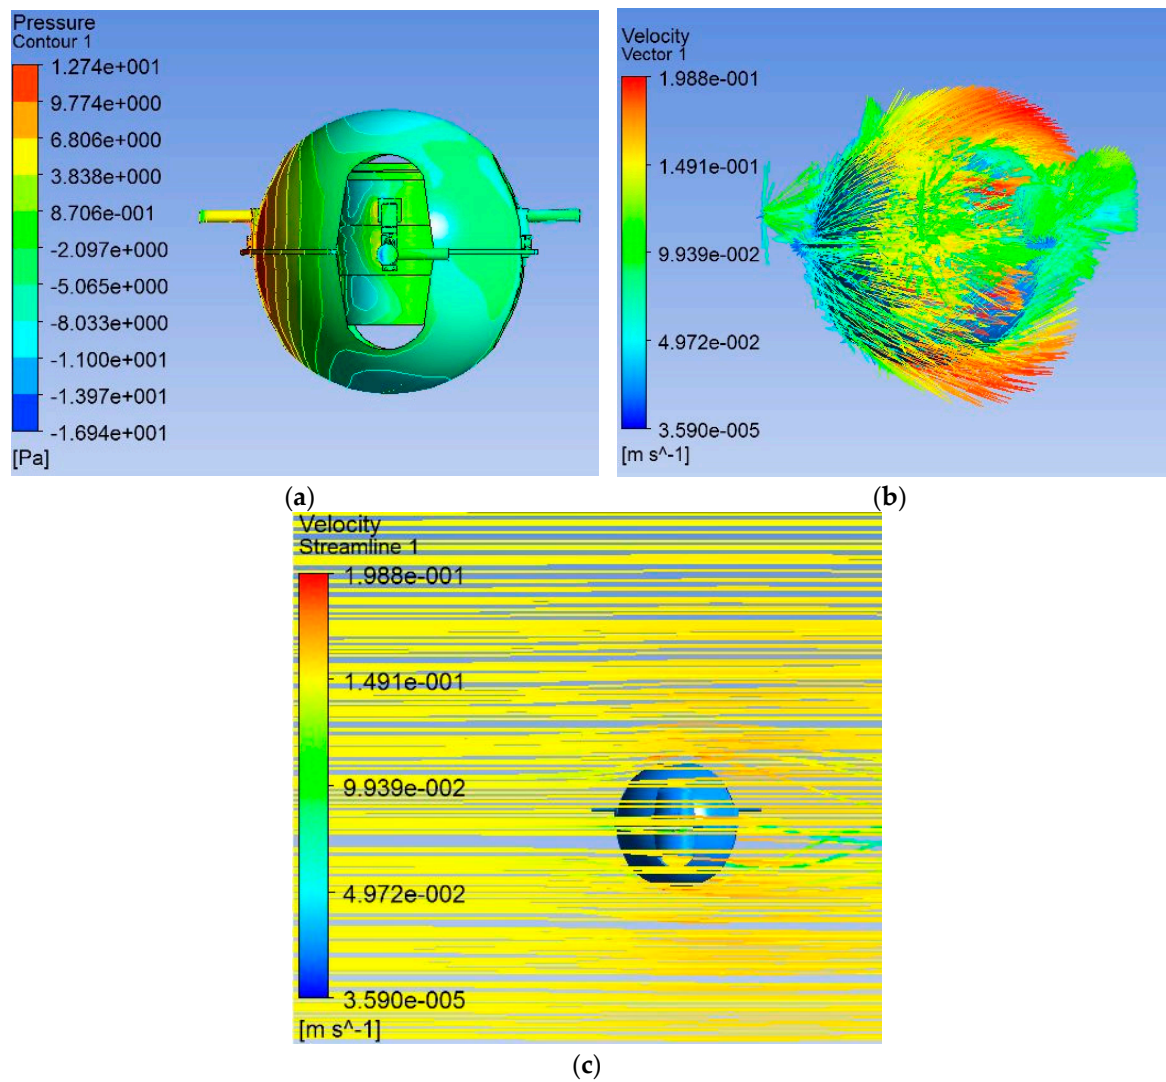 Pressure
Contour 1
1.274e+001
9.774e+000
6.806e+000
3.838e+000
8.706e-001
-2.097e+000
-5.065e+000
-8.033e+000
-1.100e+001
-1.397e+001
-1.694e+001
[Pa]
(a)
Velocity
Vector 1
1.988e-001
1.491e-001
9.939e-002
4.972e-002
3.590e-005
[m s^-1]
(b)
Velocity
Streamline 1
1.988e-001
1.491e-001
9.939e-002
4.972e-002
3.590e-005
[m s^-1]
(c)